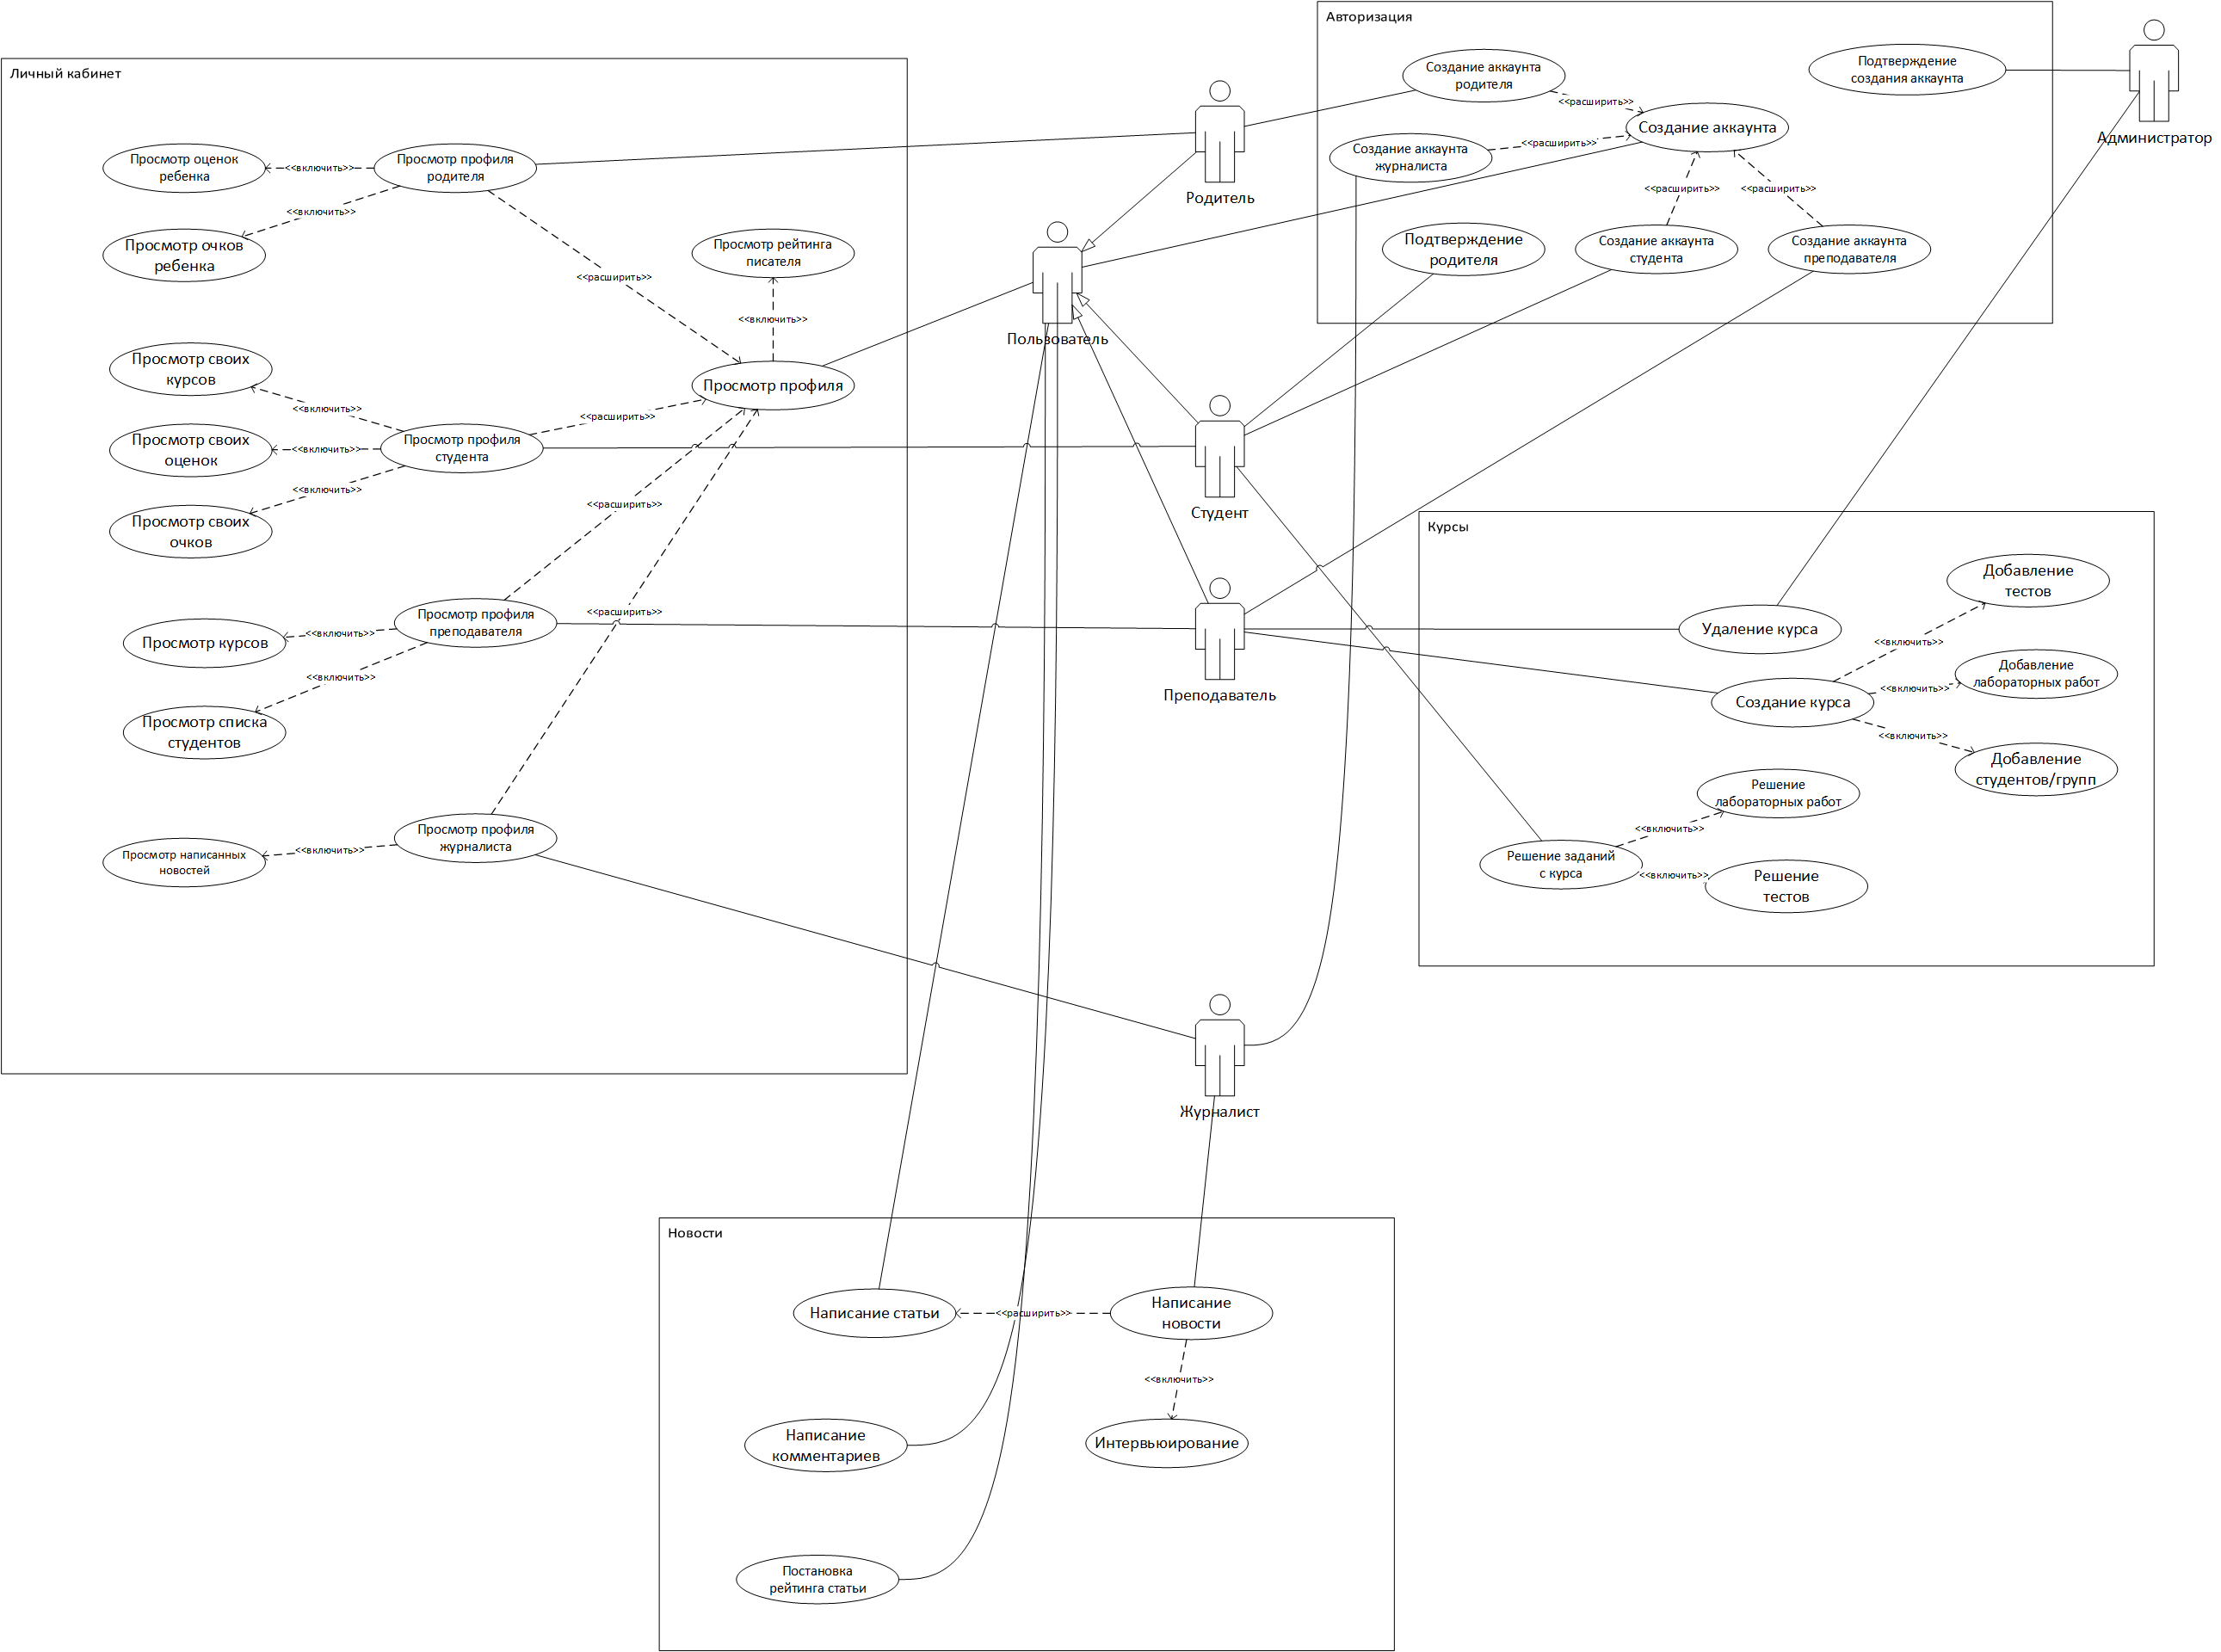 Авторизация
Подтверждение
создания аккаунта
Администратор
Создание аккаунта
родителя
<<расширить>>
Создание аккаунта
Создание аккаунта
журналиста
<<расширить>>
<<расширить>>
<<расширить>>
Подтверждение
родителя
Создание аккаунта
студента
Создание аккаунта
преподавателя
Личный кабинет
Просмотр оценок
ребенка
<<включить>>
Просмотр профиля
родителя
<<включить>>
Просмотр очков
ребенка
<<расширить>>
Просмотр рейтинга
писателя
<<включить>>
Просмотр профиля
Просмотр своих
курсов
<<включить>>
<<расширить>>
Просмотр своих
оценок
<<включить>>
Просмотр профиля
студента
<<включить>>
Просмотр своих
очков
<<расширить>>
<<расширить>>
Просмотр курсов
<<включить>>
Просмотр профиля
преподавателя
<<включить>>
Просмотр списка
студентов
Просмотр профиля
журналиста
<<включить>>
Просмотр написанных
новостей
Родитель
Пользователь
Студент
Преподаватель
Журналист
Курсы
Добавление
тестов
Удаление курса
<<включить>>
Добавление
лабораторных работ
<<включить>>
Создание курса
<<включить>>
Добавление
студентов/групп
Решение
лабораторных работ
<<включить>>
Решение заданий
с курса
<<включить>>
Решение
тестов
Новости
Написание статьи
<<расширить>>
Написание
новости
<<включить>>
Написание
комментариев
Интервьюирование
Постановка
рейтинга статьи